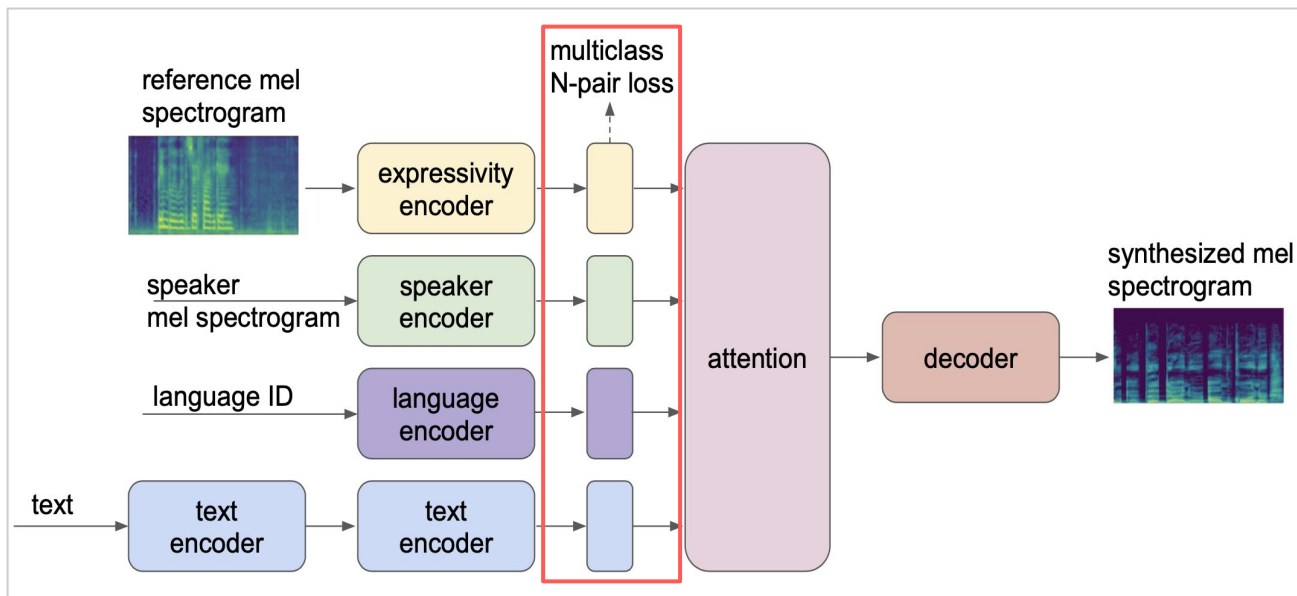 multiclass
N-pair loss
reference mel
spectrogram
expressivity
encoder
speaker
mel spectrogram
speaker
encoder
language ID
language
encoder
text
text
encoder
text
encoder
attention
decoder
synthesized mel
spectrogram